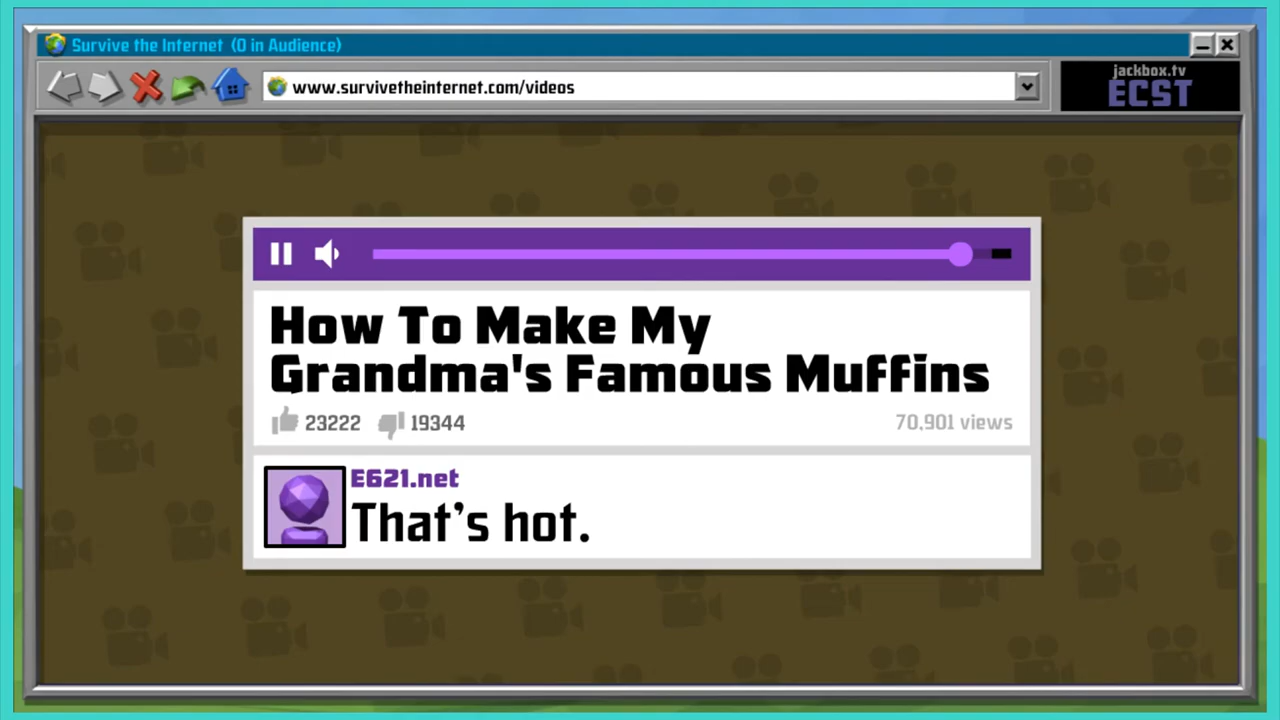 Survive the Internet (0 in Audience)
www.survivetheinternet.com/videos
jackbox.tv
ECST
How To Make My
Grandma's Famous Muffins
23222 19344 70,901 views
E621.net
That's hot.